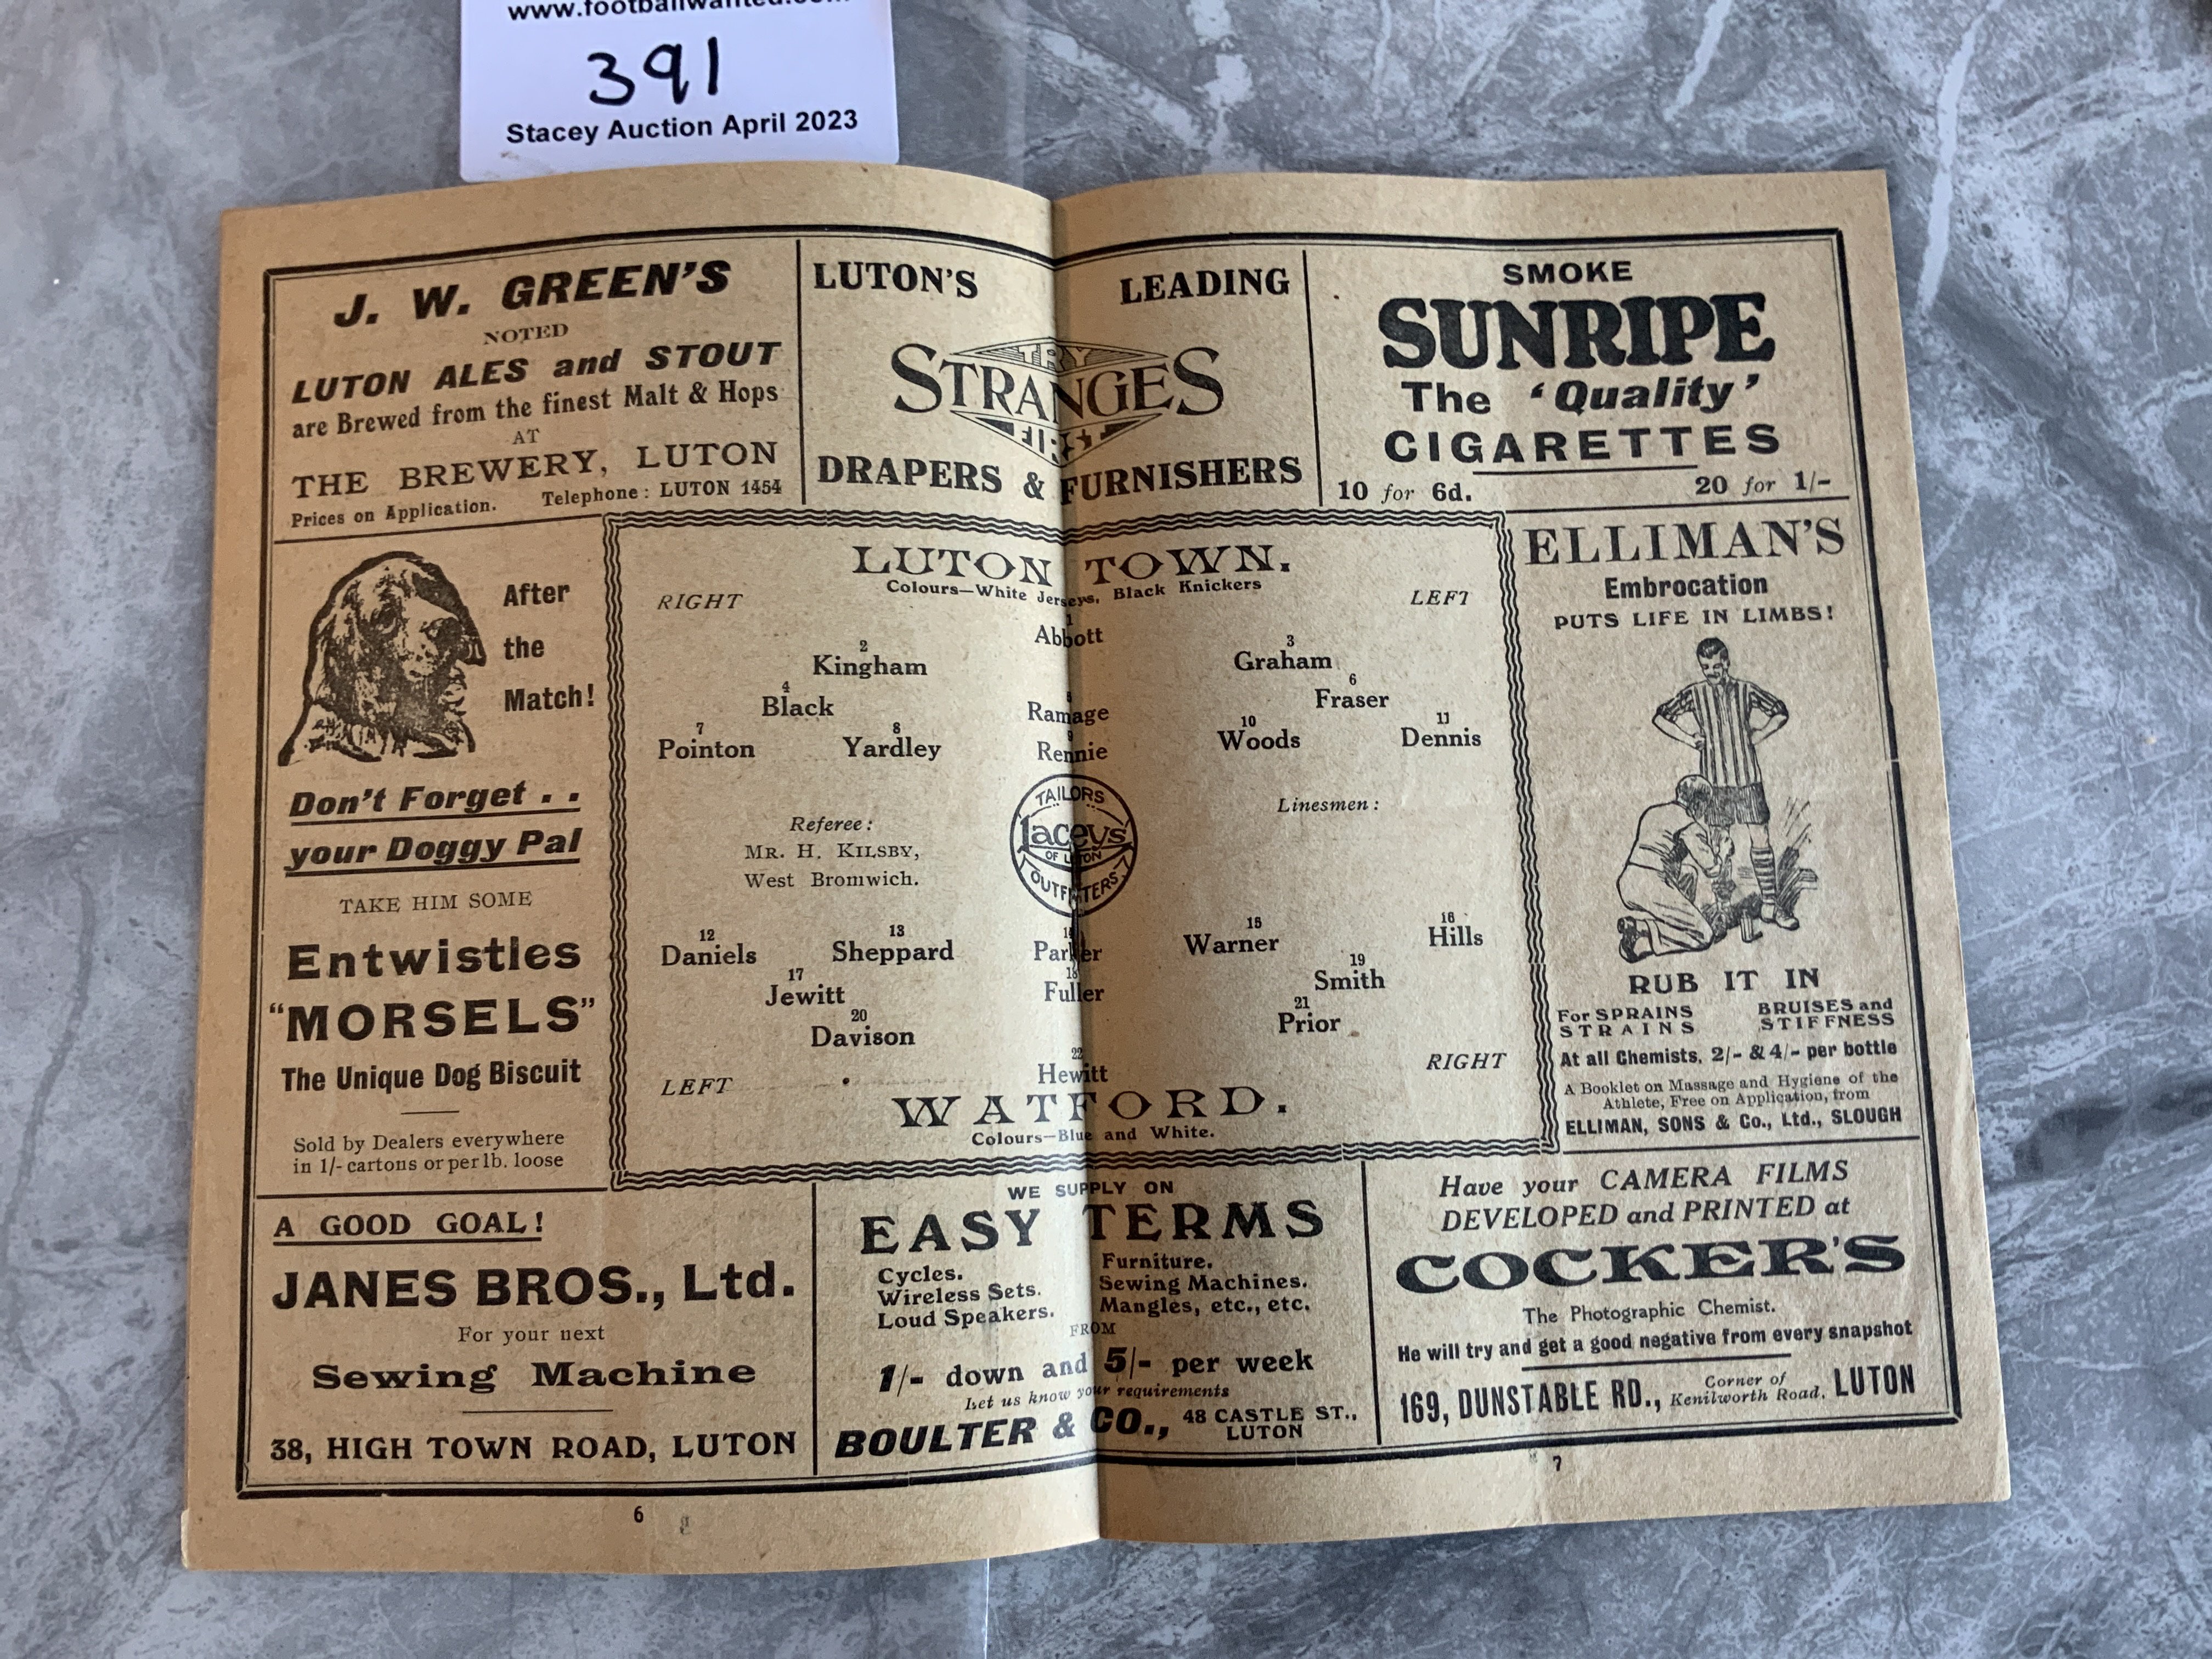 www.footballwanted.com
391
Stacey Auction April 2023
J. W. GREEN'S
NOTED
LUTON ALES and STOUT
are Brewed from the finest Malt & Hops
AT
THE BREWERY, LUTON
Prices on Application. Telephone: LUTON 1454
LUTON'S LEADING
TRY
STRANGES
FIRST
DRAPERS & FURNISHERS
SMOKE
SUNRIPE
The 'Quality'
CIGARETTES
10 for 6d. 20 for 1/-
After
the
Match!
Don't Forget . .
your Doggy Pal
TAKE HIM SOME
Entwistles
"MORSELS"
The Unique Dog Biscuit
Sold by Dealers everywhere
in 1/- cartons or per lb. loose
LUTON TOWN.
Colours—White Jerseys, Black Knickers
RIGHT LEFT
1
Abbott
2 3
Kingham Graham
4 5 6
Black Ramage Fraser
7 8 9 10 11
Pointon Yardley Rennie Woods Dennis
Referee:
MR. H. KILSBY,
West Bromwich.
TAILORS
Laceys
OF LUTON
OUTFITTERS
Linesmen:
12 13 14 15 16
Daniels Sheppard Parker Warner Hills
17 18 19
Jewitt Fuller Smith
20 21
Davison Prior
22
Hewitt
LEFT RIGHT
WATFORD.
Colours—Blue and White.
ELLIMAN'S
Embrocation
PUTS LIFE IN LIMBS!
RUB IT IN
For SPRAINS BRUISES and
STRAINS STIFFNESS
At all Chemists, 2/- & 4/- per bottle
A Booklet on Massage and Hygiene of the
Athlete, Free on Application, from
ELLIMAN, SONS & Co., Ltd., SLOUGH
A GOOD GOAL!
JANES BROS., Ltd.
For your next
Sewing Machine
38, HIGH TOWN ROAD, LUTON
WE SUPPLY ON
EASY TERMS
Cycles. Furniture.
Wireless Sets. Sewing Machines.
Loud Speakers. Mangles, etc., etc.
FROM
1/- down and 5/- per week
Let us know your requirements
BOULTER & CO., 48 CASTLE ST.,
LUTON
Have your CAMERA FILMS
DEVELOPED and PRINTED at
COCKER'S
The Photographic Chemist.
He will try and get a good negative from every snapshot
169, DUNSTABLE RD., Corner of Kenilworth Road, LUTON
6
7